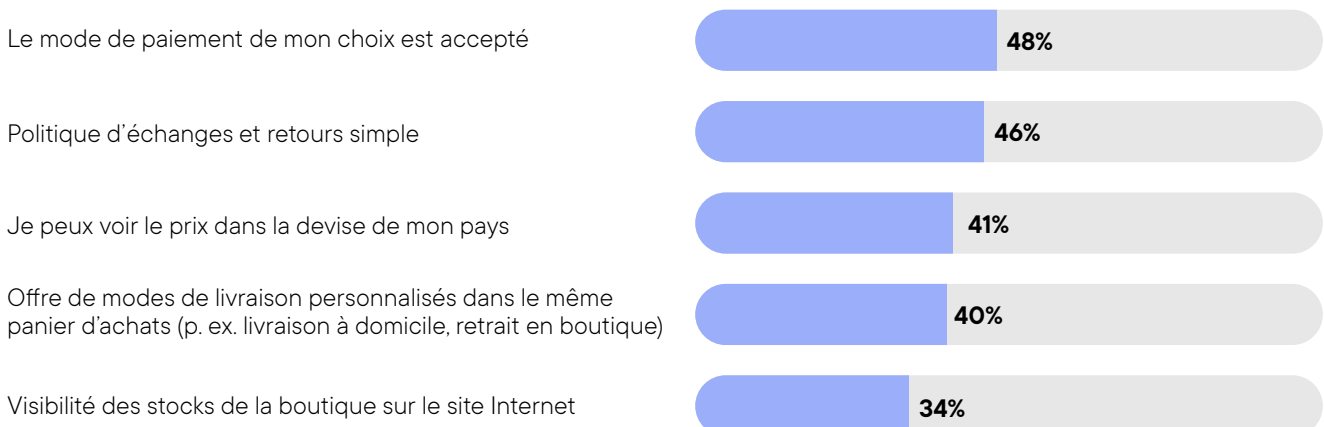 Le mode de paiement de mon choix est accepté
48%
Politique d’échanges et retours simple
46%
Je peux voir le prix dans la devise de mon pays
41%
Offre de modes de livraison personnalisés dans le même
panier d’achats (p. ex. livraison à domicile, retrait en boutique)
40%
Visibilité des stocks de la boutique sur le site Internet
34%